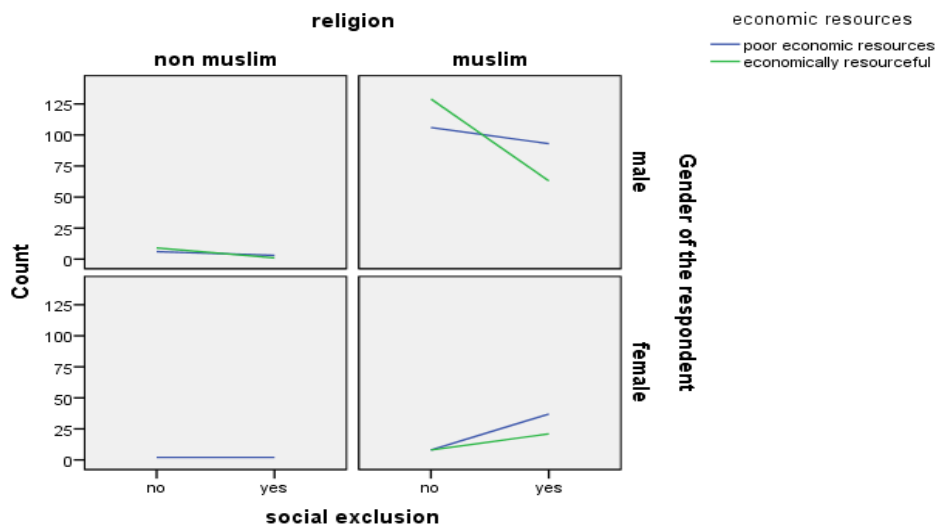 religion
economic resources
poor economic resources
economically resourceful
non muslim
muslim
125
100
75
50
25
0
male
125
100
75
50
25
0
female
Count
Gender of the respondent
no
yes
no
yes
social exclusion